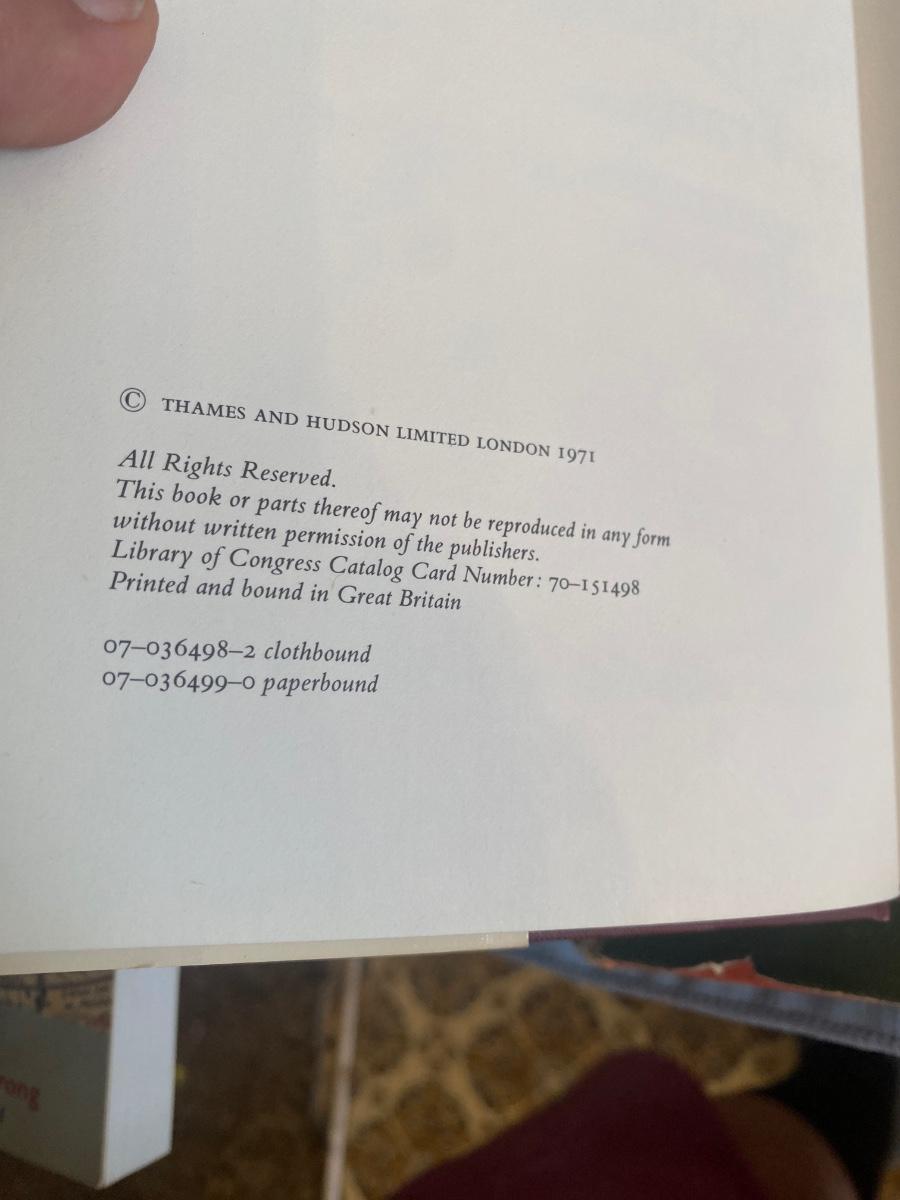 © THAMES AND HUDSON LIMITED LONDON 1971
All Rights Reserved.
This book or parts thereof may not be reproduced in any form
without written permission of the publishers.
Library of Congress Catalog Card Number: 70–151498
Printed and bound in Great Britain
07–036498–2 clothbound
07–036499–0 paperbound